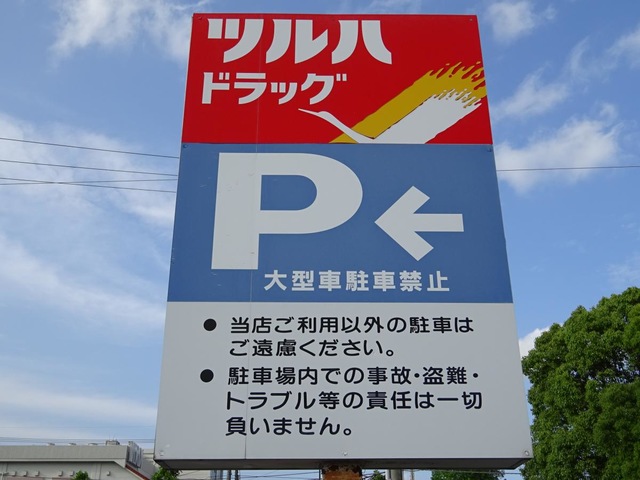 ツルハ
ドラッグ
P←
大型車駐車禁止
● 当店ご利用以外の駐車は
ご遠慮ください。
● 駐車場内での事故・盗難・
トラブル等の責任は一切
負いません。